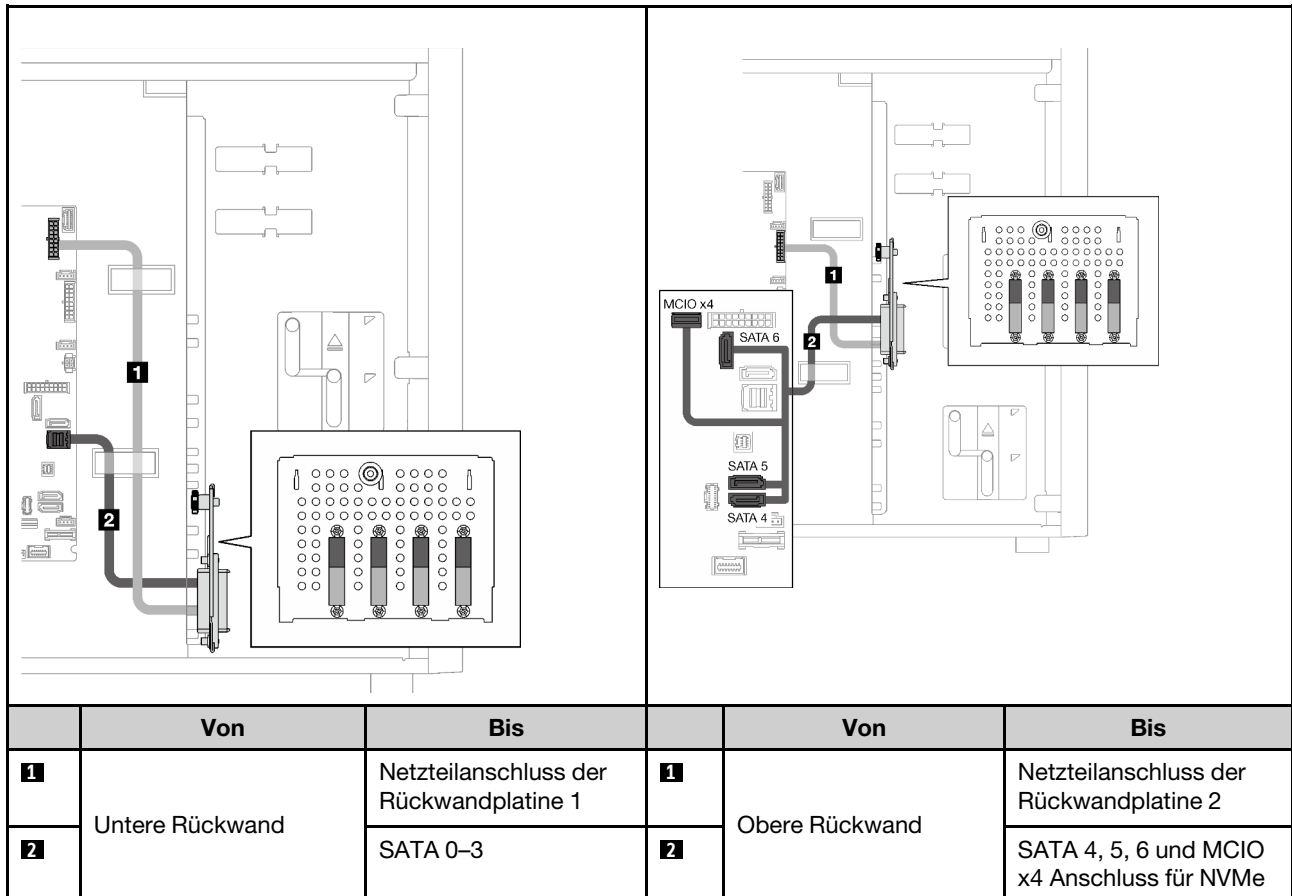 1
2
MCIO x4
SATA 6
1
2
SATA 5
SATA 4
Von Bis Von Bis
1 Untere Rückwand Netzteilanschluss der
Rückwandplatine 1
2 SATA 0–3
1 Obere Rückwand Netzteilanschluss der
Rückwandplatine 2
2 SATA 4, 5, 6 und MCIO
x4 Anschluss für NVMe